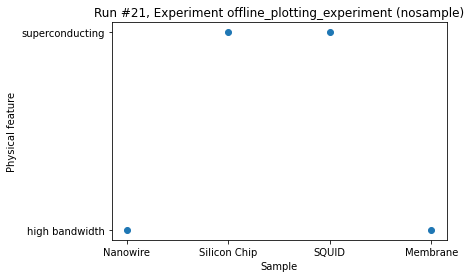 Run #21, Experiment offline_plotting_experiment (nosample)
superconducting
Physical feature
high bandwidth
Nanowire Silicon Chip SQUID Membrane
Sample